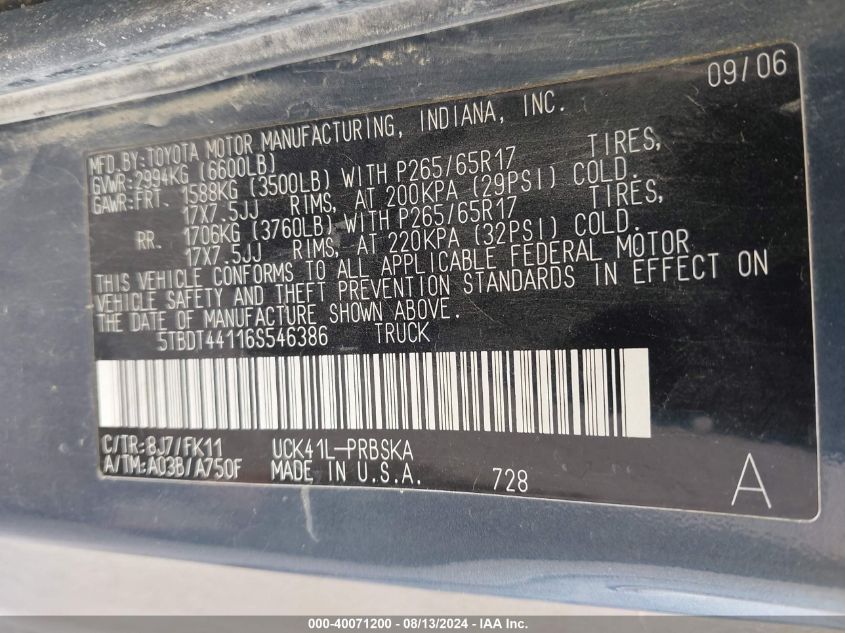 09/06
MFD.BY:TOYOTA MOTOR MANUFACTURING, INDIANA, INC.
GVWR:2994KG (6600LB)
GAWR:FRT. 1588KG (3500LB) WITH P265/65R17 TIRES,
17X7.5JJ RIMS, AT 200KPA (29PSI) COLD.
RR. 1706KG (3760LB) WITH P265/65R17 TIRES,
17X7.5JJ RIMS, AT 220KPA (32PSI) COLD.
THIS VEHICLE CONFORMS TO ALL APPLICABLE FEDERAL MOTOR
VEHICLE SAFETY AND THEFT PREVENTION STANDARDS IN EFFECT ON
THE DATE OF MANUFACTURE SHOWN ABOVE.
5TBDT44116S546386 TRUCK
C/TR:8J7/FK11 UCK41L-PRBSKA
A/TM:A03B/A750F MADE IN U.S.A. 728 A
000-40071200 - 08/13/2024 - IAA Inc.